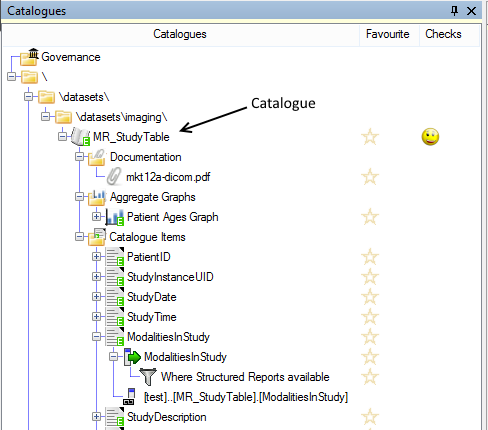 Catalogues
Catalogues Favourite Checks
Governance
\
\datasets\
\datasets\imaging\
Catalogue
MR_StudyTable
Documentation
mkt12a-dicom.pdf
Aggregate Graphs
Patient Ages Graph
Catalogue Items
PatientID
StudyInstanceUID
StudyDate
StudyTime
ModalitiesInStudy
ModalitiesInStudy
Where Structured Reports available
[test]..[MR_StudyTable].[ModalitiesInStudy]
StudyDescription